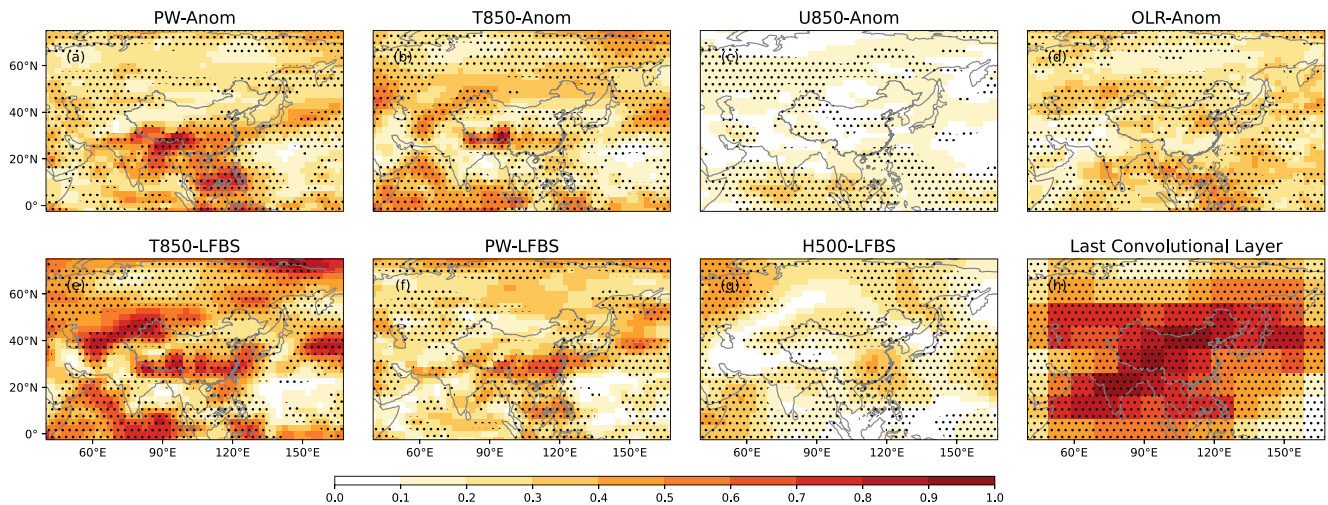 PW-Anom
T850-Anom
U850-Anom
OLR-Anom
(a)
(b)
(c)
(d)
60°N
40°N
20°N
0°
T850-LFBS
PW-LFBS
H500-LFBS
Last Convolutional Layer
(e)
(f)
(g)
(h)
60°N
40°N
20°N
0°
60°E 90°E 120°E 150°E
60°E 90°E 120°E 150°E
60°E 90°E 120°E 150°E
60°E 90°E 120°E 150°E
0.0 0.1 0.2 0.3 0.4 0.5 0.6 0.7 0.8 0.9 1.0